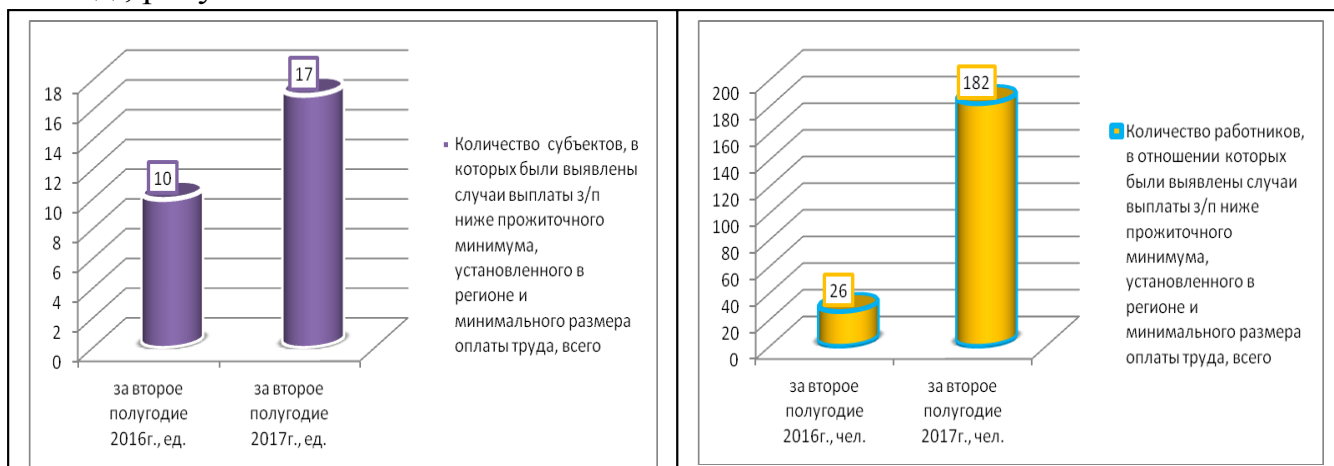 18
16
14
12
10
8
6
4
2
0
10
17
за второе
полугодие
2016г., ед.
за второе
полугодие
2017г., ед.
Количество субъектов, в
которых были выявлены
случаи выплаты з/п
ниже прожиточного
минимума,
установленного в
регионе и
минимального размера
оплаты труда, всего
200
180
160
140
120
100
80
60
40
20
0
26
182
за второе
полугодие
2016г., чел.
за второе
полугодие
2017г., чел.
Количество работников,
в отношении которых
были выявлены случаи
выплаты з/п ниже
прожиточного
минимума,
установленного в
регионе и
минимального размера
оплаты труда, всего